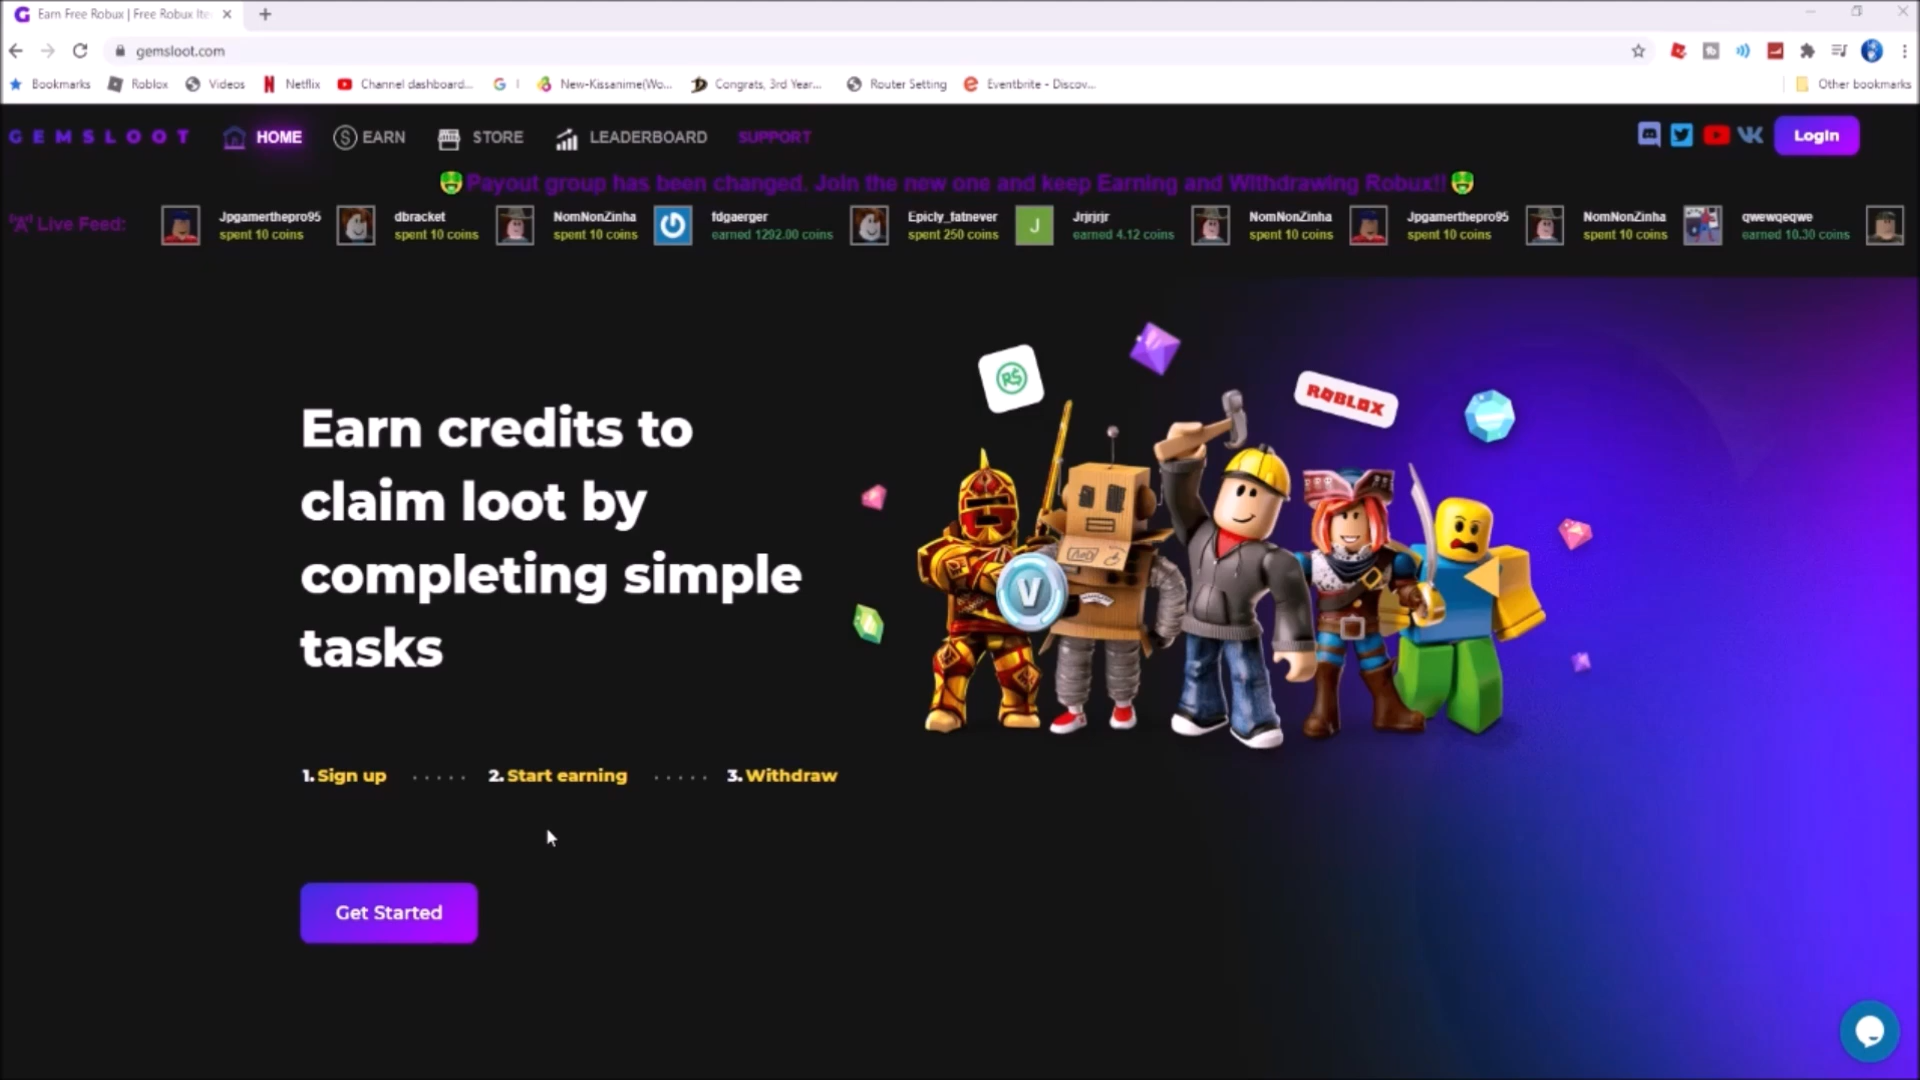 Earn Free Robux | Free Robux Ite
gemsloot.com
Bookmarks Roblox Videos Netflix Channel dashboard... New-Kissanime(Wo... Congrats, 3rd Year... Router Setting Eventbrite - Discov... Other bookmarks
GEMSLOOT HOME EARN STORE LEADERBOARD SUPPORT Login
Payout group has been changed. Join the new one and keep Earning and Withdrawing Robux!!
Live Feed:
Jpgamerthepro95 dbracket NomNonZinha fdgaerger Epicly_fatnever Jrjrjrjr NomNonZinha Jpgamerthepro95 NomNonZinha qwewqeqwe
spent 10 coins spent 10 coins spent 10 coins earned 1292.00 coins spent 250 coins earned 4.12 coins spent 10 coins spent 10 coins spent 10 coins earned 10.30 coins
J
R$
ROBLOX
Earn credits to
claim loot by
completing simple
tasks
V
1. Sign up ..... 2. Start earning ..... 3. Withdraw
Get Started